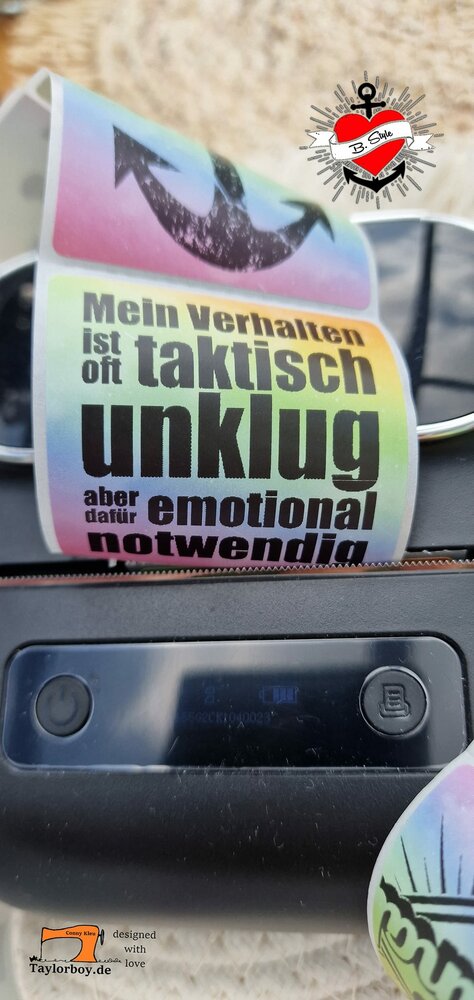 B. Style
Mein Verhalten
ist oft taktisch
unklug
aber dafür emotional
notwendig
Conny Kleu
Taylorboy.de
designed
with
love